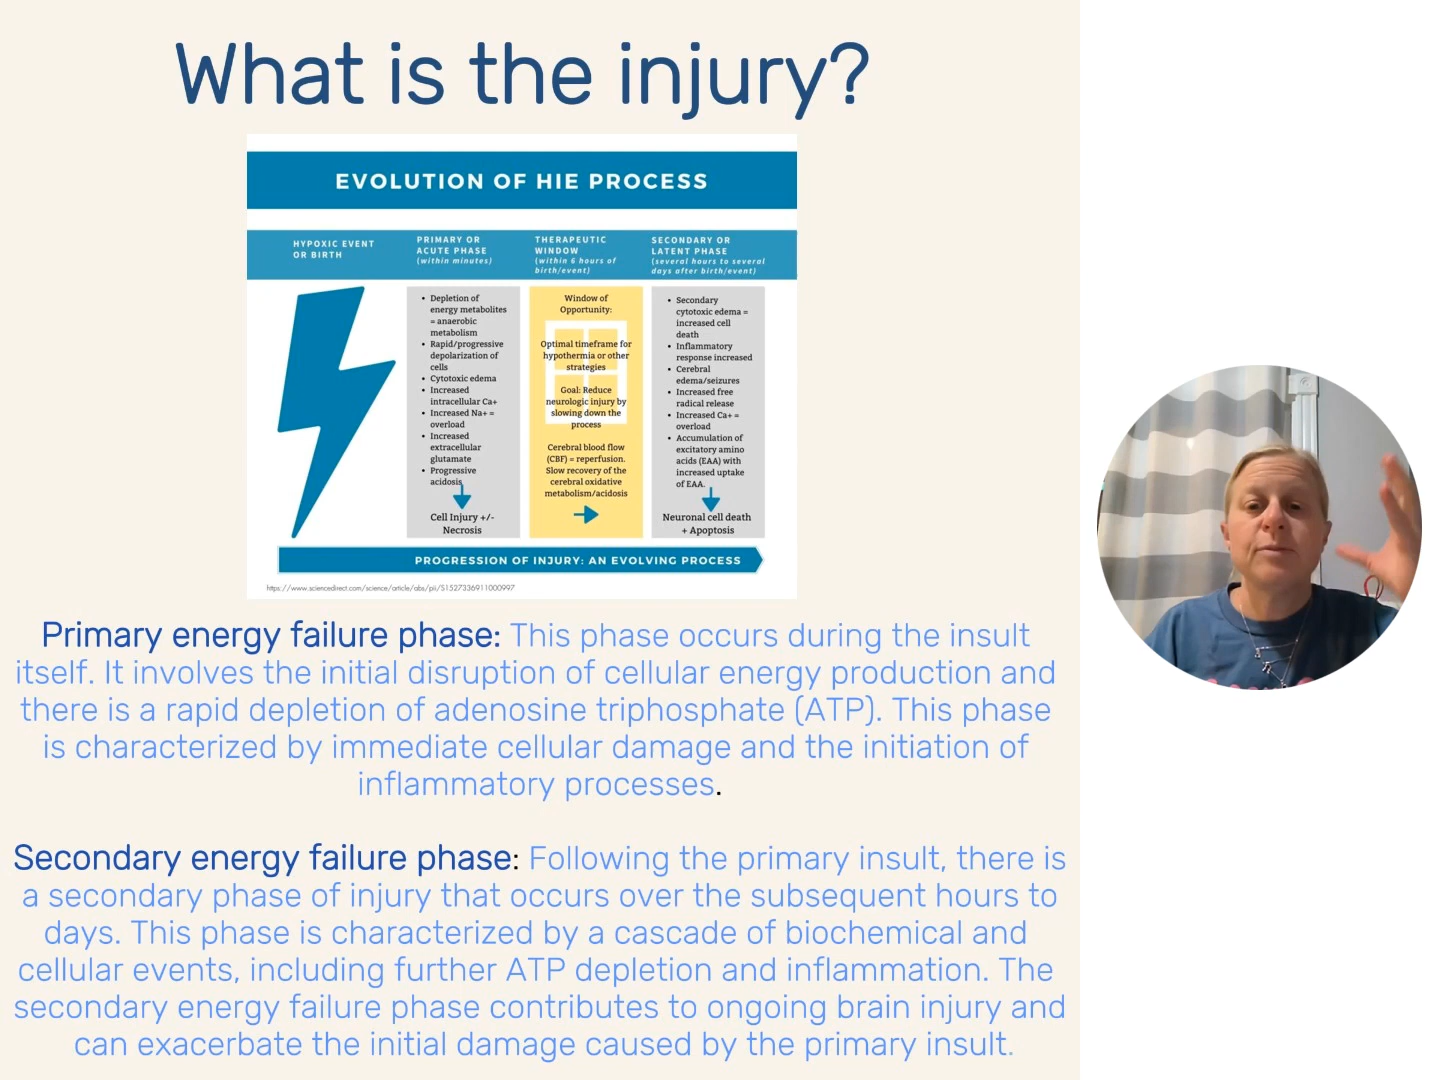 What is the injury?
EVOLUTION OF HIE PROCESS
HYPOXIC EVENT
OR BIRTH
PRIMARY OR
ACUTE PHASE
(within minutes)
THERAPEUTIC
WINDOW
(within 6 hours of
birth/event)
SECONDARY OR
LATENT PHASE
(several hours to several
days after birth/event)
• Depletion of
energy metabolites
= anaerobic
metabolism
• Rapid/progressive
depolarization of
cells
• Cytotoxic edema
• Increased
intracellular Ca+
• Increased Na+ =
overload
• Increased
extracellular
glutamate
• Progressive
acidosis
Cell Injury +/-
Necrosis
Window of
Opportunity:
Optimal timeframe for
hypothermia or other
strategies
Goal: Reduce
neurologic injury by
slowing down the
process
Cerebral blood flow
(CBF) = reperfusion.
Slow recovery of the
cerebral oxidative
metabolism/acidosis
• Secondary
cytotoxic edema =
increased cell
death
• Inflammatory
response increased
• Cerebral
edema/seizures
• Increased free
radical release
• Increased Ca+ =
overload
• Accumulation of
excitatory amino
acids (EAA) with
increased uptake
of EAA.
Neuronal cell death
+ Apoptosis
PROGRESSION OF INJURY: AN EVOLVING PROCESS
https://www.sciencedirect.com/science/article/abs/pii/S1527336911000997
Primary energy failure phase: This phase occurs during the insult
itself. It involves the initial disruption of cellular energy production and
there is a rapid depletion of adenosine triphosphate (ATP). This phase
is characterized by immediate cellular damage and the initiation of
inflammatory processes.
Secondary energy failure phase: Following the primary insult, there is
a secondary phase of injury that occurs over the subsequent hours to
days. This phase is characterized by a cascade of biochemical and
cellular events, including further ATP depletion and inflammation. The
secondary energy failure phase contributes to ongoing brain injury and
can exacerbate the initial damage caused by the primary insult.